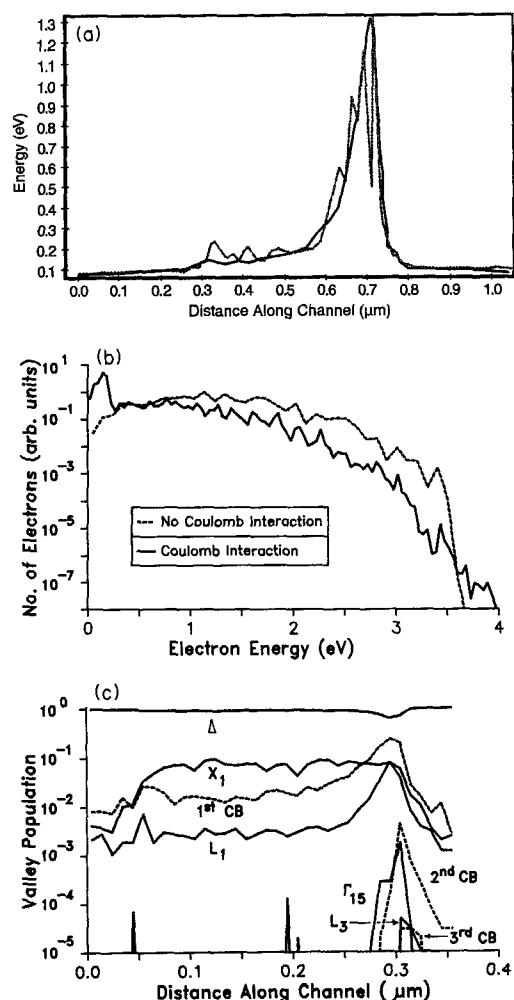 (a)
1.3
1.2
1.1
1.0
0.9
0.8
0.7
0.6
0.5
0.4
0.3
0.2
0.1
Energy (eV)
0.0 0.1 0.2 0.3 0.4 0.5 0.6 0.7 0.8 0.9 1.0
Distance Along Channel (μm)
(b)
10^1
10^-1
10^-3
10^-5
10^-7
No. of Electrons (arb. units)
No Coulomb Interaction
Coulomb Interaction
0 1 2 3 4
Electron Energy (eV)
(c)
10^0
10^-1
10^-2
10^-3
10^-4
10^-5
Valley Population
Δ
X1
1st CB
L1
Γ15
2nd CB
L3
3rd CB
0.0 0.1 0.2 0.3 0.4
Distance Along Channel (μm)